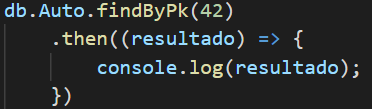 db.Auto.findByPk(42)
    .then((resultado) => {
        console.log(resultado);
    })